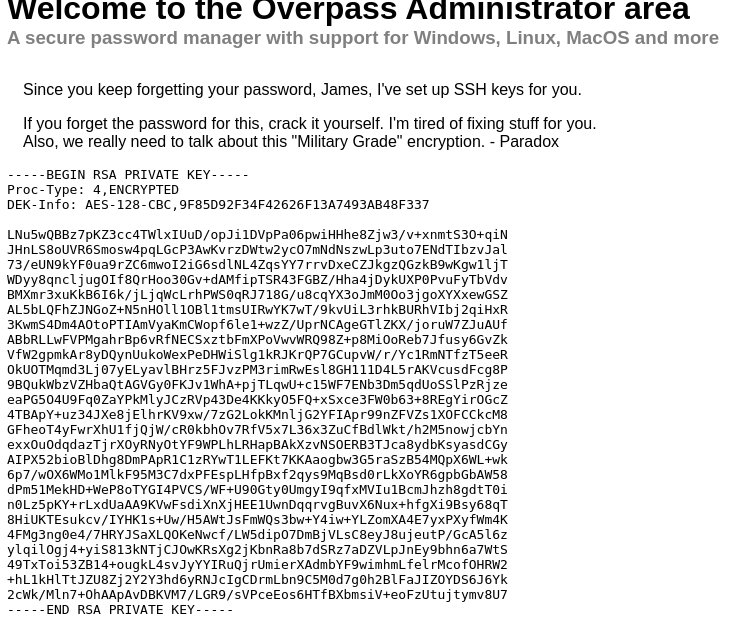 Welcome to the Overpass Administrator area
A secure password manager with support for Windows, Linux, MacOS and more
Since you keep forgetting your password, James, I've set up SSH keys for you.
If you forget the password for this, crack it yourself. I'm tired of fixing stuff for you.
Also, we really need to talk about this "Military Grade" encryption. - Paradox
-----BEGIN RSA PRIVATE KEY-----
Proc-Type: 4,ENCRYPTED
DEK-Info: AES-128-CBC,9F85D92F34F42626F13A7493AB48F337
LNu5wQBBz7pKZ3cc4TWlxIUuD/opJi1DVpPa06pwiHHhe8Zjw3/v+xnmtS3O+qiN
JHnLS8oUVR6Smosw4pqLGcP3AwKvrzDWtw2ycO7mNdNszwLp3uto7ENdTIbzvJal
73/eUN9kYF0ua9rZC6mwoI2iG6sdlNL4ZqsYY7rrvDxeCZJkgzQGzkB9wKgw1ljT
WDyy8qncljugOIf8QrHoo30Gv+dAMfipTSR43FGBZ/Hha4jDykUXP0PvuFyTbVdv
BMXmr3xuKkB6I6k/jLjqWcLrhPWS0qRJ718G/u8cqYX3oJmM0Oo3jgoXYXxewGSZ
AL5bLQFhZJNGoZ+N5nHOll1OBl1tmsUIRwYK7wT/9kvUiL3rhkBURhVIbj2qiHxR
3KwmS4Dm4AOtoPTIAmVyaKmCWopf6le1+wzZ/UprNCAgeGTlZKX/joruW7ZJuAUf
ABbRLLwFVPMgahrBp6vRfNECSxztbFmXPoVwvWRQ98Z+p8MiOoReb7Jfusy6GvZk
VfW2gpmkAr8yDQynUukoWexPeDHWiSlg1kRJKrQP7GCupvW/r/Yc1RmNTfzT5eeR
OkUOTMqmd3Lj07yELyavlBHrz5FJvzPM3rimRwEsl8GH111D4L5rAKVcusdFcg8P
9BQukWbzVZHbaQtAGVGy0FKJv1WhA+pjTLqwU+c15WF7ENb3Dm5qdUoSSlPzRjze
eaPG5O4U9Fq0ZaYPkMlyJCzRVp43De4KKkyO5FQ+xSxce3FW0b63+8REgYirOGcZ
4TBApY+uz34JXe8jElhrKV9xw/7zG2LokKMnljG2YFIApr99nZFVZs1XOFCCkcM8
GFheoT4yFwrXhU1fjQjW/cR0kbhOv7RfV5x7L36x3ZuCfBdlWkt/h2M5nowjcbYn
exxOuOdqdazTjrXOyRNyOtYF9WPLhLRHapBAkXzvNSOERB3TJca8ydbKsyasdCGy
AIPX52bioBlDhg8DmPApR1C1zRYwT1LEFKt7KKAaogbw3G5raSzB54MQpX6WL+wk
6p7/wOX6WMo1MlkF95M3C7dxPFEspLHfpBxf2qys9MqBsd0rLkXoYR6gpbGbAW58
dPm51MekHD+WeP8oTYGI4PVCS/WF+U90Gty0UmgyI9qfxMVIu1BcmJhzh8gdtT0i
n0Lz5pKY+rLxdUaAA9KVwFsdiXnXjHEE1UwnDqqrvgBuvX6Nux+hfgXi9Bsy68qT
8HiUKTEsukcv/IYHK1s+Uw/H5AWtJsFmWQs3bw+Y4iw+YLZomXA4E7yxPXyfWm4K
4FMg3ng0e4/7HRYJSaXLQOKeNwcf/LW5dipO7DmBjVLsC8eyJ8ujeutP/GcA5l6z
ylqilOgj4+yiS813kNTjCJOwKRsXg2jKbnRa8b7dSRz7aDZVLpJnEy9bhn6a7WtS
49TxToi53ZB14+ougkL4svJyYYIRuQjrUmierXAdmbYF9wimhmLfelrMcofOHRW2
+hL1kHlTtJZU8Zj2Y2Y3hd6yRNJcIgCDrmLbn9C5M0d7g0h2BlFaJIZOYDS6J6Yk
2cWk/Mln7+OhAApAvDBKVM7/LGR9/sVPceEos6HTfBXbmsiV+eoFzUtujtymv8U7
-----END RSA PRIVATE KEY-----